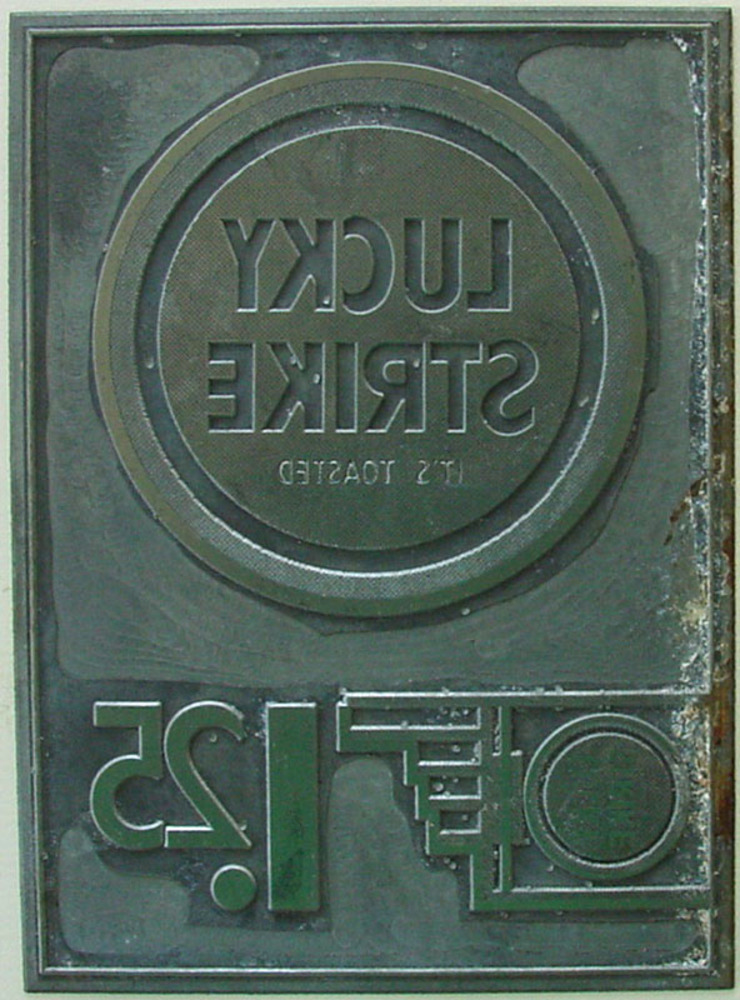 LUCKY
STRIKE
IT'S TOASTED
1.25